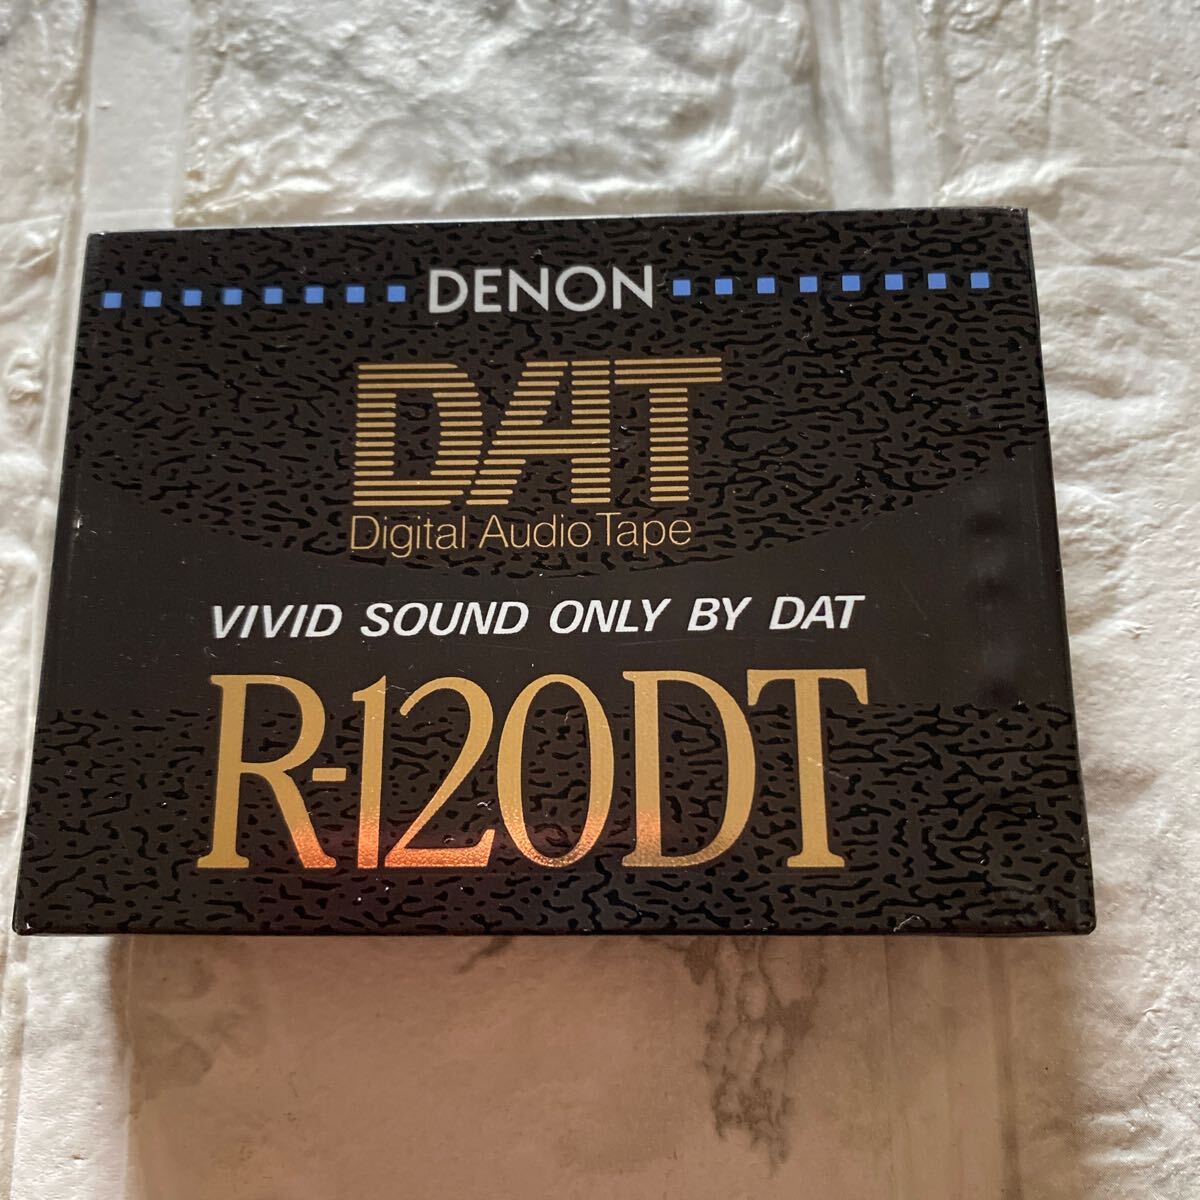 DENON
DAT
Digital Audio Tape
VIVID SOUND ONLY BY DAT
R-120DT